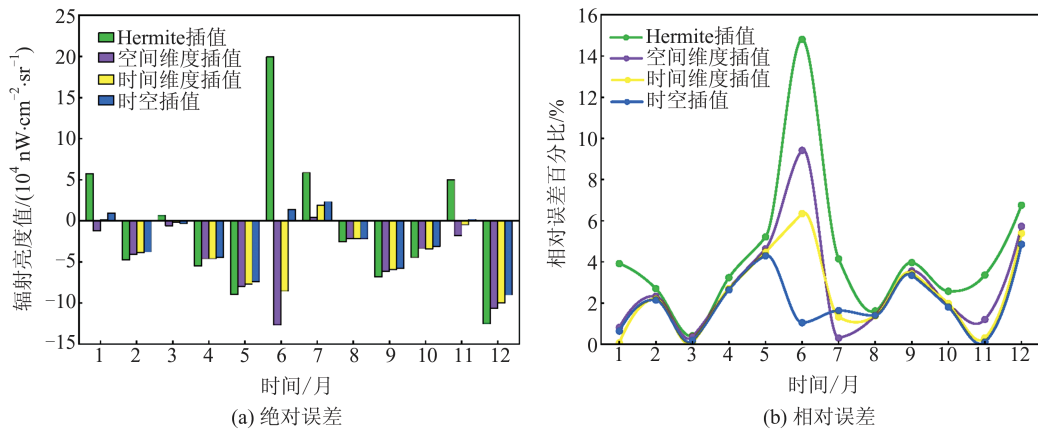 25
20
15
10
5
0
−5
−10
−15
辐射亮度值/(10⁴ nW·cm⁻²·sr⁻¹)
Hermite插值
空间维度插值
时间维度插值
时空插值
1 2 3 4 5 6 7 8 9 10 11 12
时间/月
(a) 绝对误差
16
14
12
10
8
6
4
2
0
相对误差百分比/%
Hermite插值
空间维度插值
时间维度插值
时空插值
1 2 3 4 5 6 7 8 9 10 11 12
时间/月
(b) 相对误差